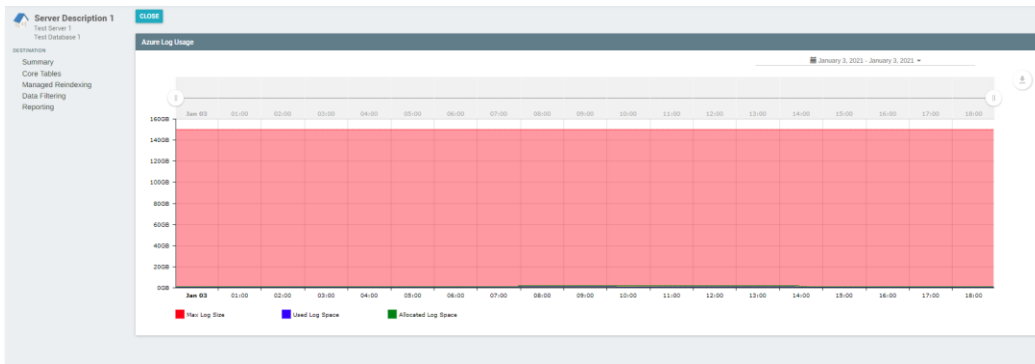 Server Description 1
Test Server 1
Test Database 1
DESTINATION
Summary
Core Tables
Managed Reindexing
Data Filtering
Reporting
CLOSE
Azure Log Usage
January 3, 2021 - January 3, 2021
Jan 03 01:00 02:00 03:00 04:00 05:00 06:00 07:00 08:00 09:00 10:00 11:00 12:00 13:00 14:00 15:00 16:00 17:00 18:00
160GB
140GB
120GB
100GB
80GB
60GB
40GB
20GB
0GB
Jan 03 01:00 02:00 03:00 04:00 05:00 06:00 07:00 08:00 09:00 10:00 11:00 12:00 13:00 14:00 15:00 16:00 17:00 18:00
Max Log Size Used Log Space Allocated Log Space